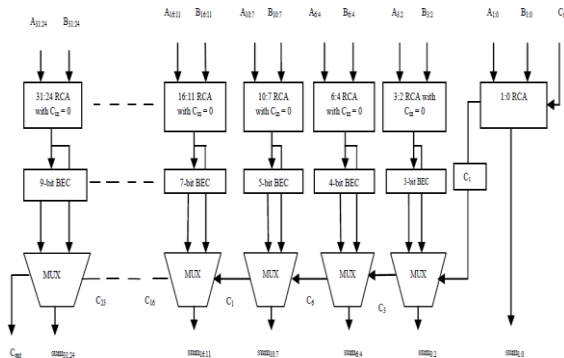 A31:24 B31:24 A16:11 B16:11 A10:7 B10:7 A6:4 B6:4 A3:2 B3:2 A1:0 B1:0
31:24 RCA with Cin = 0
16:11 RCA with Cin = 0
10:7 RCA with Cin = 0
6:4 RCA with Cin = 0
3:2 RCA with Cin = 0
1:0 RCA
9-bit BEC
7-bit BEC
5-bit BEC
4-bit BEC
3-bit BEC
C1
MUX MUX MUX MUX MUX
C23 C16 C1 C6 C3
Cout sum31:24 sum16:11 sum10:7 sum6:4 sum3:2 sum1:0